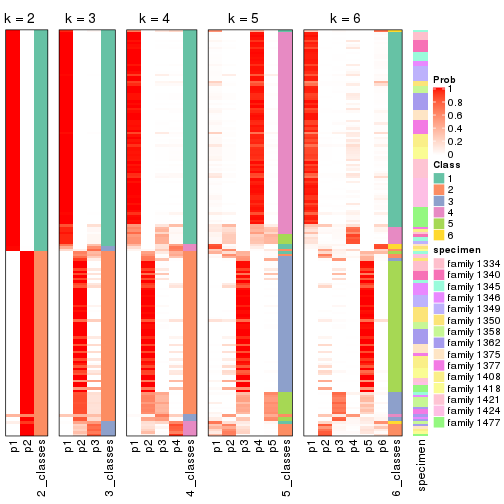 k = 2 k = 3 k = 4 k = 5 k = 6
p1 p2 2_classes
p1 p2 p3 3_classes
p1 p2 p3 p4 4_classes
p1 p2 p3 p4 p5 5_classes
p1 p2 p3 p4 p5 p6 6_classes
specimen
Prob
1
0.8
0.6
0.4
0.2
0
Class
1
2
3
4
5
6
specimen
family 1334
family 1340
family 1345
family 1346
family 1349
family 1350
family 1358
family 1362
family 1375
family 1377
family 1408
family 1418
family 1421
family 1424
family 1477